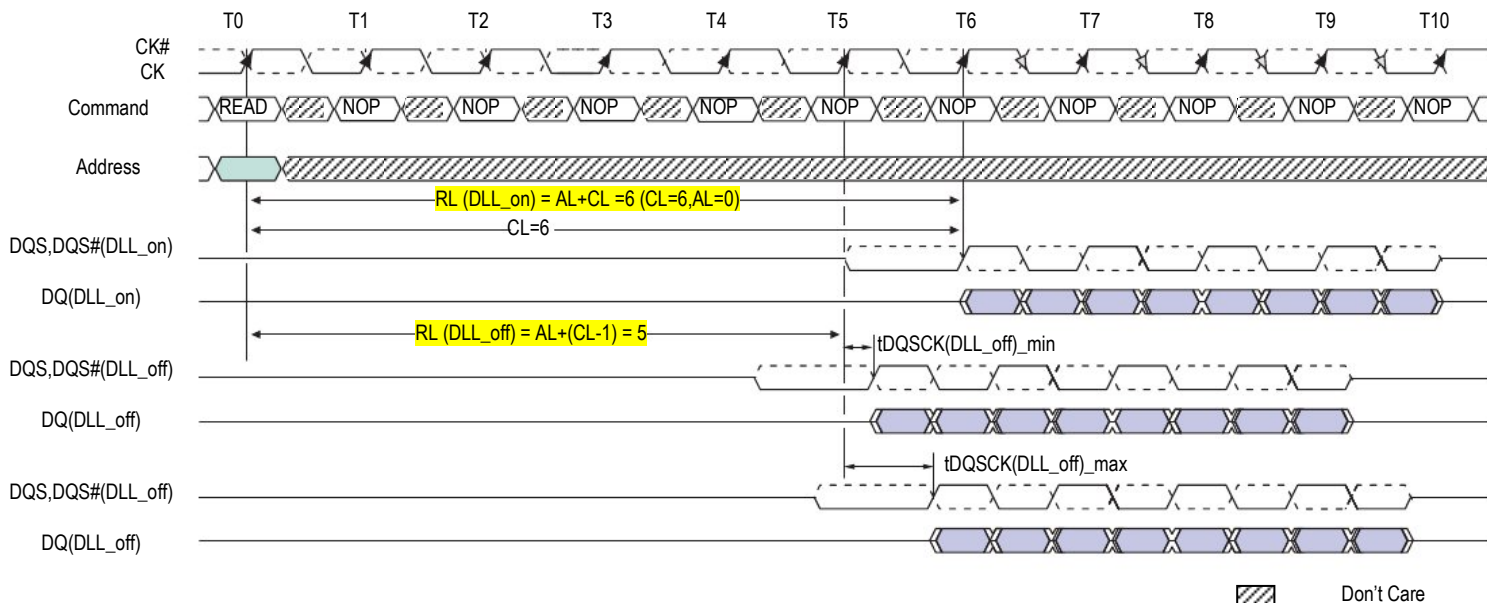 T0 T1 T2 T3 T4 T5 T6 T7 T8 T9 T10
CK#
CK
Command READ NOP NOP NOP NOP NOP NOP NOP NOP NOP NOP
Address
RL (DLL_on) = AL+CL =6 (CL=6,AL=0)
CL=6
DQS,DQS#(DLL_on)
DQ(DLL_on)
RL (DLL_off) = AL+(CL-1) = 5
tDQSCK(DLL_off)_min
DQS,DQS#(DLL_off)
DQ(DLL_off)
tDQSCK(DLL_off)_max
DQS,DQS#(DLL_off)
DQ(DLL_off)
Don't Care